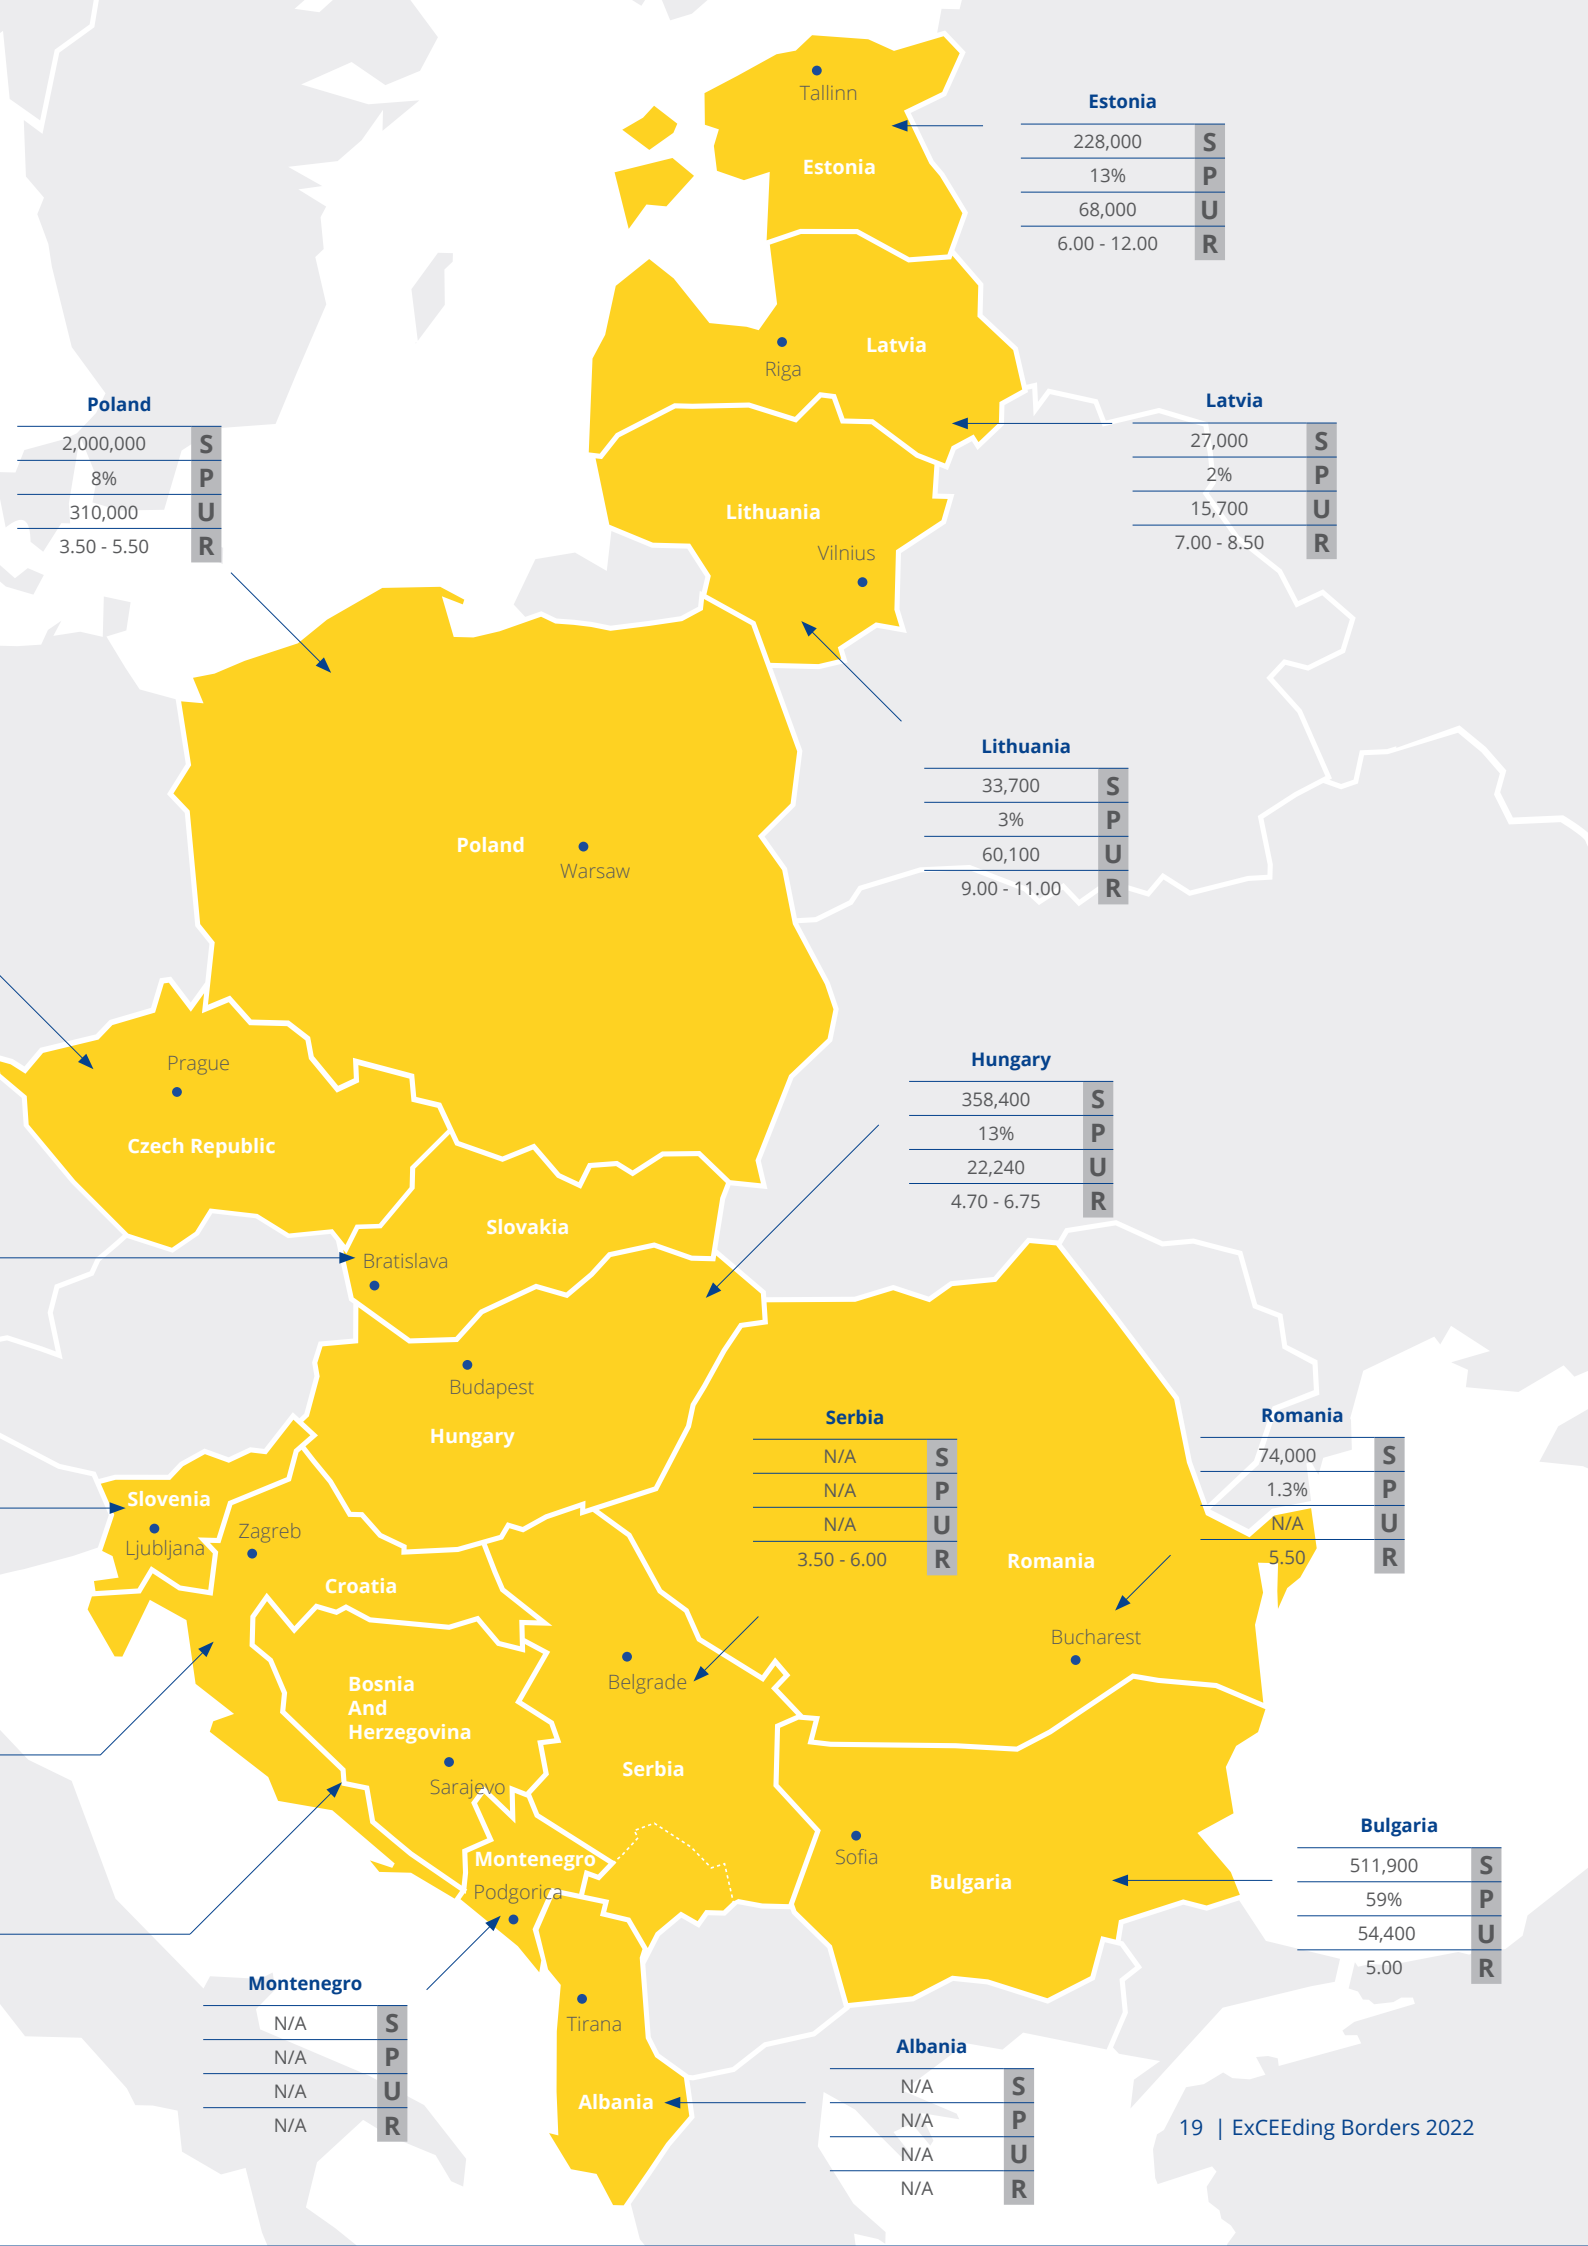 Tallinn
Estonia
Estonia
228,000 S
13% P
68,000 U
6.00 - 12.00 R
Latvia
Riga
Poland
2,000,000 S
8% P
310,000 U
3.50 - 5.50 R
Latvia
27,000 S
2% P
15,700 U
7.00 - 8.50 R
Lithuania
Vilnius
Lithuania
33,700 S
3% P
60,100 U
9.00 - 11.00 R
Poland
Warsaw
Prague
Czech Republic
Hungary
358,400 S
13% P
22,240 U
4.70 - 6.75 R
Slovakia
Bratislava
Budapest
Hungary
Serbia
N/A S
N/A P
N/A U
3.50 - 6.00 R
Romania
74,000 S
1.3% P
N/A U
5.50 R
Slovenia
Ljubljana
Zagreb
Croatia
Romania
Bucharest
Belgrade
Bosnia
And
Herzegovina
Sarajevo
Serbia
Montenegro
Podgorica
Sofia
Bulgaria
Bulgaria
511,900 S
59% P
54,400 U
5.00 R
Montenegro
N/A S
N/A P
N/A U
N/A R
Tirana
Albania
Albania
N/A S
N/A P
N/A U
N/A R
19 | ExCEEding Borders 2022